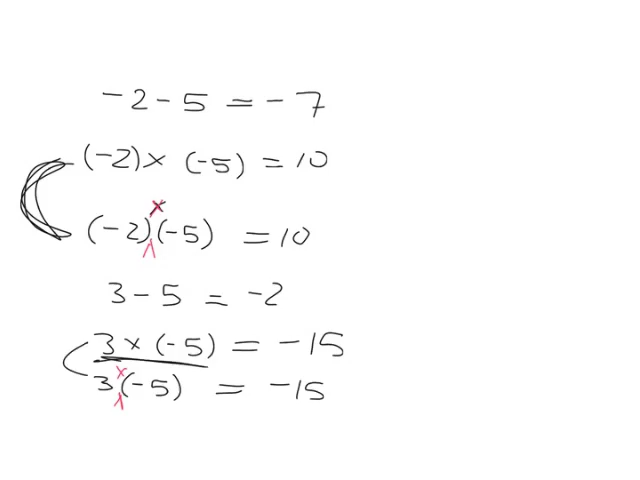 -2 - 5 = -7
(-2) × (-5) = 10
(-2) × (-5) = 10
3 - 5 = -2
3 × (-5) = -15
3 × (-5) = -15